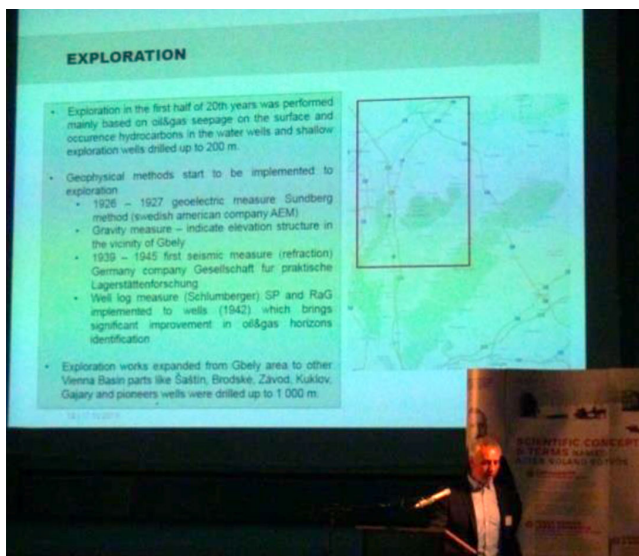 EXPLORATION
• Exploration in the first half of 20th years was performed
mainly based on oil&gas seepage on the surface and
occurence hydrocarbons in the water wells and shallow
exploration wells drilled up to 200 m.
• Geophysical methods start to be implemented to
exploration
• 1926 – 1927 geoelectric measure Sundberg
method (swedish american company AEM)
• Gravity measure – indicate elevation structure in
the vicinity of Gbely
• 1939 – 1945 first seismic measure (refraction)
Germany company Gesellschaft fur praktische
Lagerstättenforschung
• Well log measure (Schlumberger) SP and RaG
implemented to wells (1942) which brings
significant improvement in oil&gas horizons
identification
• Exploration works expanded from Gbely area to other
Vienna Basin parts like Šaštín, Brodské, Závod, Kuklov,
Gajary and pioneers wells were drilled up to 1 000 m.
SCIENTIFIC CONCEPT
& TERMS NAMED
AFTER ROLAND EÖTVÖS